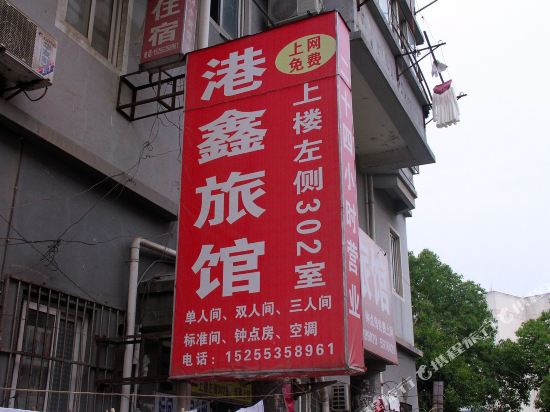 住宿
港鑫旅馆
上网
免费
上楼左侧302室
单人间、双人间、三人间
标准间、钟点房、空调
电话：15255358961
二十四小时营业
旅馆